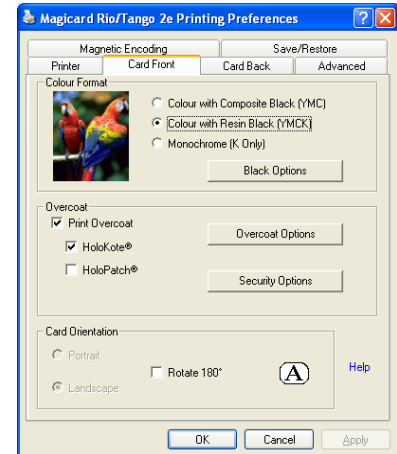 Magicard Rio/Tango 2e Printing Preferences
Magnetic Encoding Save/Restore
Printer Card Front Card Back Advanced
Colour Format
Colour with Composite Black (YMC)
Colour with Resin Black (YMCK)
Monochrome (K Only)
Black Options
Overcoat
Print Overcoat
Overcoat Options
HoloKote®
HoloPatch®
Security Options
Card Orientation
Portrait
Rotate 180°
A
Help
Landscape
OK Cancel Apply